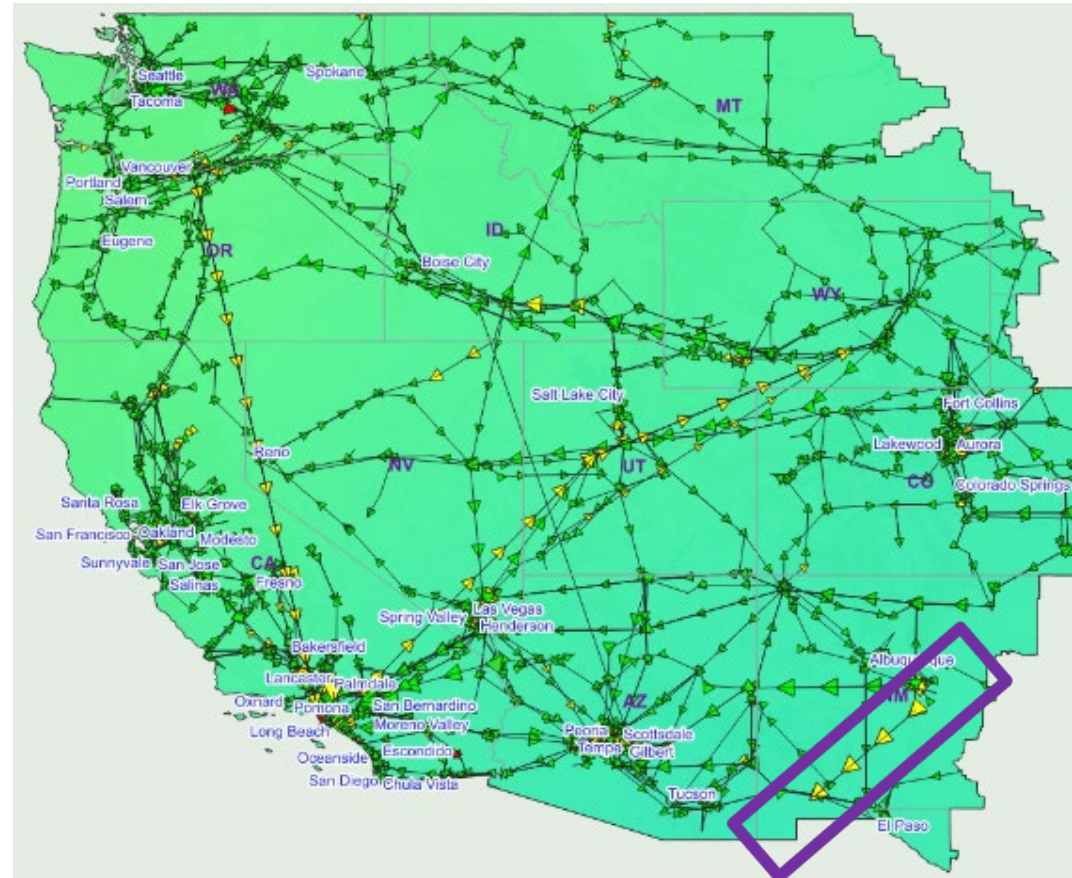 Seattle
Spokane
WA
Tacoma
MT
Vancouver
Portland
Salem
ID
Eugene
OR
Boise City
WY
Salt Lake City
Fort Collins
Reno
Lakewood
Aurora
NV
UT
CO
Colorado Springs
Santa Rosa
Elk Grove
San Francisco
Oakland
Modesto
Sunnyvale
San Jose
CA
Fresno
Salinas
Spring Valley
Las Vegas
Henderson
Bakersfield
Albuquerque
Lancaster
Palmdale
NM
Oxnard
Pomona
San Bernardino
AZ
Long Beach
Moreno Valley
Peoria
Scottsdale
Oceanside
Escondido
Tempe
Gilbert
San Diego
Chula Vista
Tucson
El Paso